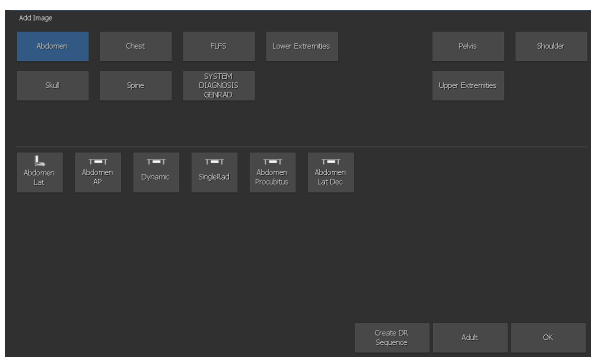 Add Image
Abdomen
Chest
FLFS
Lower Extremities
Pelvis
Shoulder
Skull
Spine
SYSTEM
DIAGNOSIS
GENRAD
Upper Extremities
Abdomen
Lat
Abdomen
AP
Dynamic
SingleRad
Abdomen
Procubitus
Abdomen
Lat Dec
Create DR
Sequence
Adult
OK